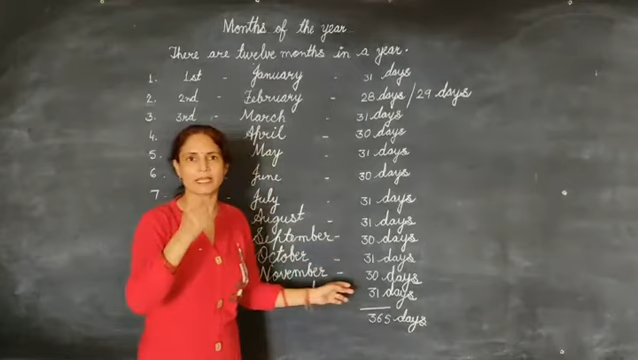 Months of the year
There are twelve months in a year.
1. 1st - January - 31 days
2. 2nd - February - 28 days / 29 days
3. 3rd - March - 31 days
4. April - 30 days
5. May - 31 days
6. June - 30 days
7. July - 31 days
August - 31 days
September - 30 days
October - 31 days
November - 30 days
31 days
365 days